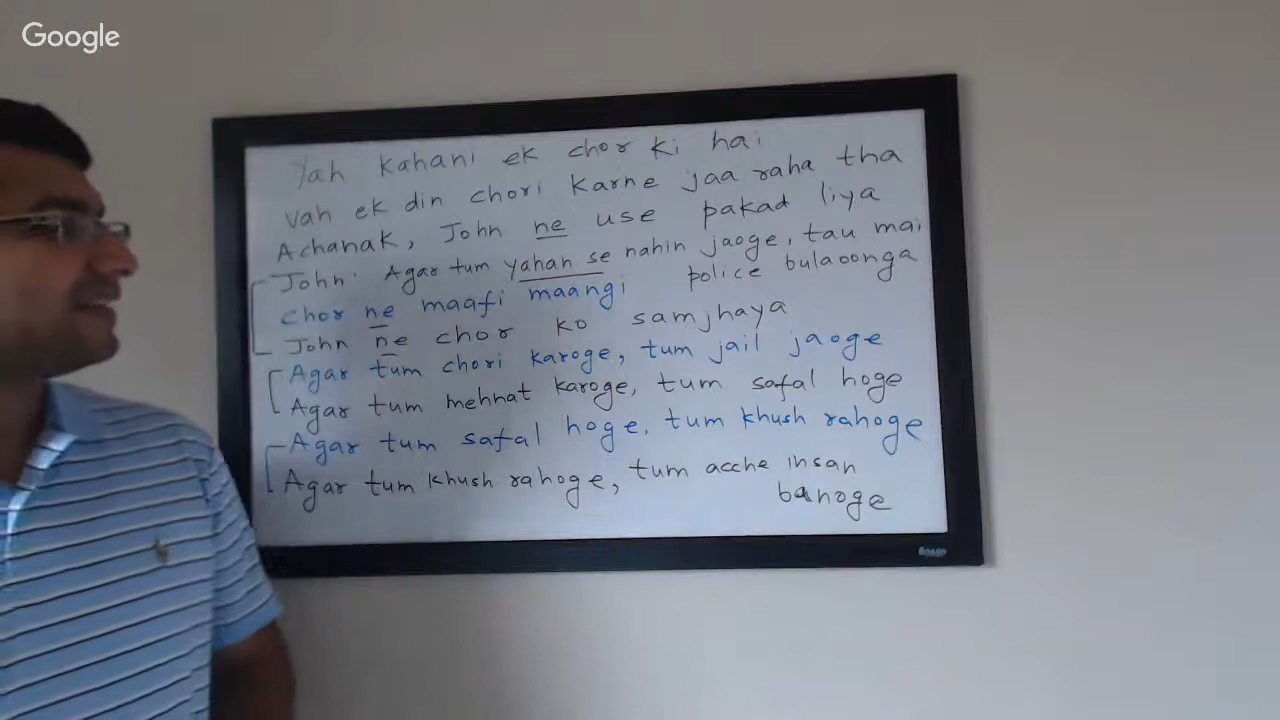 Google
Yah kahani ek chor ki hai
vah ek din chori karne jaa raha tha
Achanak, John ne use pakad liya
John: Agar tum yahan se nahin jaoge, tau mai
police bulaoonga
chor ne maafi maangi
John ne chor ko samjhaya
Agar tum chori karoge, tum jail jaoge
Agar tum mehnat karoge, tum safal hoge
Agar tum safal hoge, tum khush rahoge
Agar tum khush rahoge, tum acche insan
banoge